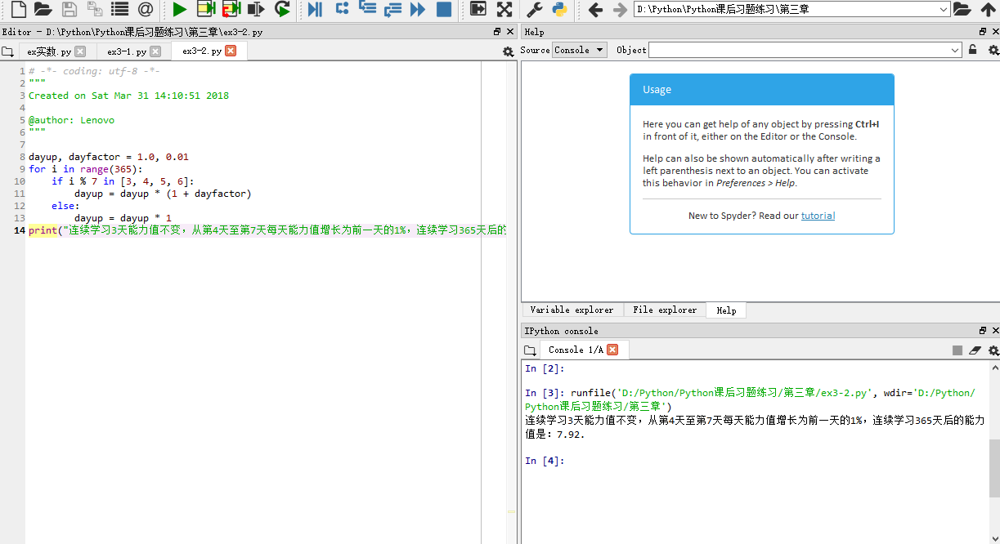 D:\Python\Python课后习题练习\第三章
Editor - D:\Python\Python课后习题练习\第三章\ex3-2.py
ex实数.py
ex3-1.py
ex3-2.py
1 # -*- coding: utf-8 -*-
2 """
3 Created on Sat Mar 31 14:10:51 2018
4
5 @author: Lenovo
6 """
7
8 dayup, dayfactor = 1.0, 0.01
9 for i in range(365):
10     if i % 7 in [3, 4, 5, 6]:
11         dayup = dayup * (1 + dayfactor)
12     else:
13         dayup = dayup * 1
14 print("连续学习3天能力值不变，从第4天至第7天每天能力值增长为前一天的1%，连续学习365天后的
Help
Source Console Object
Usage
Here you can get help of any object by pressing Ctrl+I
in front of it, either on the Editor or the Console.
Help can also be shown automatically after writing a
left parenthesis next to an object. You can activate
this behavior in Preferences > Help.
New to Spyder? Read our tutorial
Variable explorer File explorer Help
IPython console
Console 1/A
In [2]:
In [3]: runfile('D:/Python/Python课后习题练习/第三章/ex3-2.py', wdir='D:/Python/
Python课后习题练习/第三章')
连续学习3天能力值不变，从第4天至第7天每天能力值增长为前一天的1%，连续学习365天后的能力
值是：7.92.
In [4]: